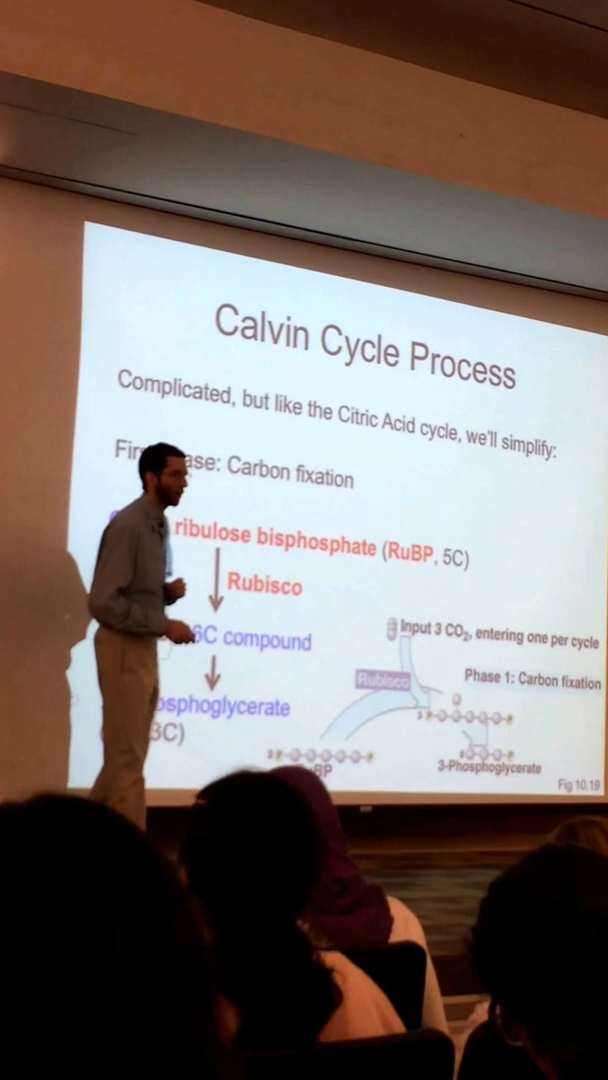 Calvin Cycle Process
Complicated, but like the Citric Acid cycle, we'll simplify:
ase: Carbon fixation
ribulose bisphosphate (RuBP, 5C)
Rubisco
6C compound
osphoglycerate
3C)
Input 3 CO₂, entering one per cycle
Rubisco
Phase 1: Carbon fixation
3-Phosphoglycerate
Fig 10.19